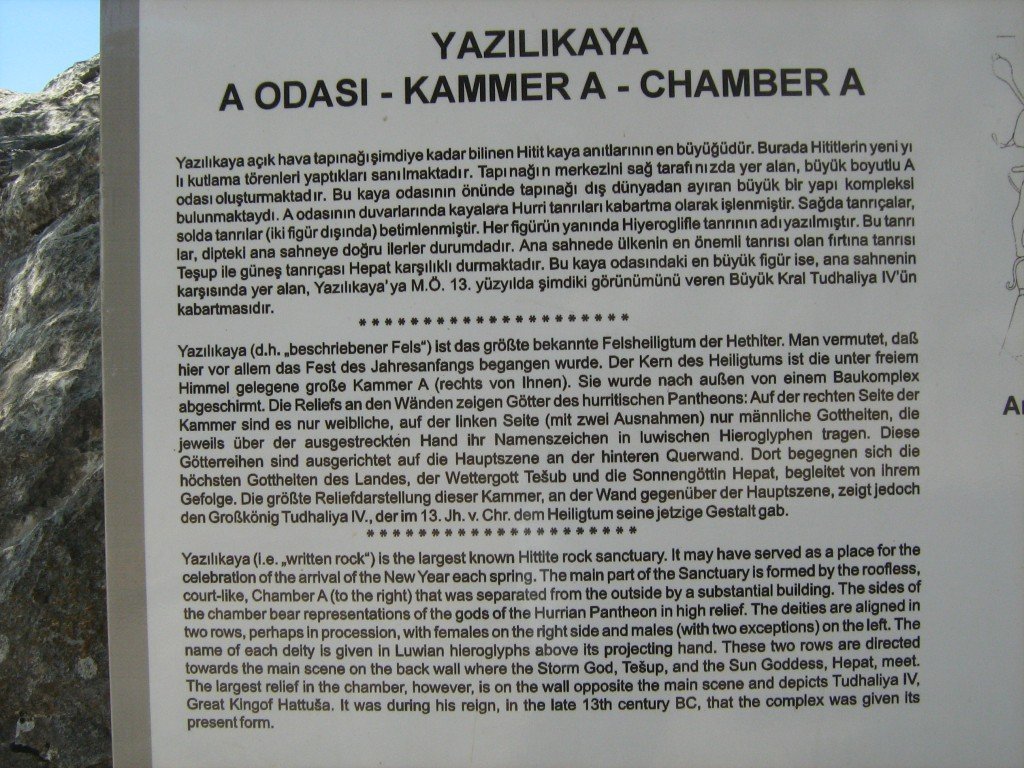 YAZILIKAYA
A ODASI - KAMMER A - CHAMBER A
Yazılıkaya açık hava tapınağı şimdiye kadar bilinen Hitit kaya anıtlarının en büyüğüdür. Burada Hititlerin yeni yı
lı kutlama törenleri yaptıkları sanılmaktadır. Tapınağın merkezini sağ tarafınızda yer alan, büyük boyutlu A
odası oluşturmaktadır. Bu kaya odasının önünde tapınağı dış dünyadan ayıran büyük bir yapı kompleksi
bulunmaktaydı. A odasının duvarlarında kayalara Hurri tanrıları kabartma olarak işlenmiştir. Sağda tanrıçalar,
solda tanrılar (iki figür dışında) betimlenmiştir. Her figürün yanında Hiyeroglifle tanrının adı yazılmıştır. Bu tanrı
lar, dipteki ana sahneye doğru ilerler durumdadır. Ana sahnede ülkenin en önemli tanrısı olan fırtına tanrısı
Teşup ile güneş tanrıçası Hepat karşılıklı durmaktadır. Bu kaya odasındaki en büyük figür ise, ana sahnenin
karşısında yer alan, Yazılıkaya'ya M.Ö. 13. yüzyılda şimdiki görünümünü veren Büyük Kral Tudhaliya IV'ün
kabartmasıdır.
* * * * * * * * * * * * * * * * * * * * *
Yazılıkaya (d.h. „beschriebener Fels“) ist das größte bekannte Felsheiligtum der Hethiter. Man vermutet, daß
hier vor allem das Fest des Jahresanfangs begangen wurde. Der Kern des Heiligtums ist die unter freiem
Himmel gelegene große Kammer A (rechts von Ihnen). Sie wurde nach außen von einem Baukomplex
abgeschirmt. Die Reliefs an den Wänden zeigen Götter des hurritischen Pantheons: Auf der rechten Seite der
Kammer sind es nur weibliche, auf der linken Seite (mit zwei Ausnahmen) nur männliche Gottheiten, die
jeweils über der ausgestreckten Hand ihr Namenszeichen in luwischen Hieroglyphen tragen. Diese
Götterreihen sind ausgerichtet auf die Hauptszene an der hinteren Querwand. Dort begegnen sich die
höchsten Gottheiten des Landes, der Wettergott Tešub und die Sonnengöttin Hepat, begleitet von ihrem
Gefolge. Die größte Reliefdarstellung dieser Kammer, an der Wand gegenüber der Hauptszene, zeigt jedoch
den Großkönig Tudhaliya IV., der im 13. Jh. v. Chr. dem Heiligtum seine jetzige Gestalt gab.
* * * * * * * * * * * * * * * * * * * * *
Yazılıkaya (i.e. „written rock“) is the largest known Hittite rock sanctuary. It may have served as a place for the
celebration of the arrival of the New Year each spring. The main part of the Sanctuary is formed by the roofless,
court-like, Chamber A (to the right) that was separated from the outside by a substantial building. The sides of
the chamber bear representations of the gods of the Hurrian Pantheon in high relief. The deities are aligned in
two rows, perhaps in procession, with females on the right side and males (with two exceptions) on the left. The
name of each deity is given in Luwian hieroglyphs above its projecting hand. These two rows are directed
towards the main scene on the back wall where the Storm God, Tešup, and the Sun Goddess, Hepat, meet.
The largest relief in the chamber, however, is on the wall opposite the main scene and depicts Tudhaliya IV,
Great Kingof Hattuša. It was during his reign, in the late 13th century BC, that the complex was given its
present form.